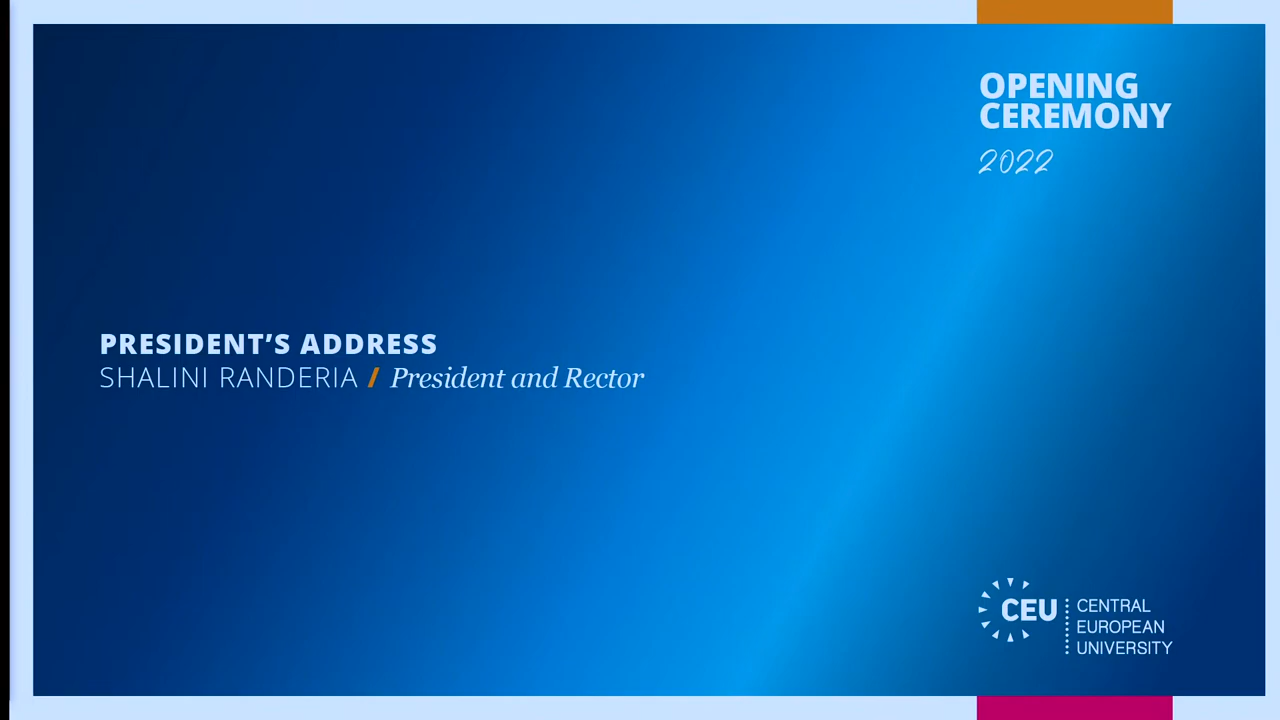 OPENING
CEREMONY
2022
PRESIDENT’S ADDRESS
SHALINI RANDERIA / President and Rector
CEU
CENTRAL
EUROPEAN
UNIVERSITY